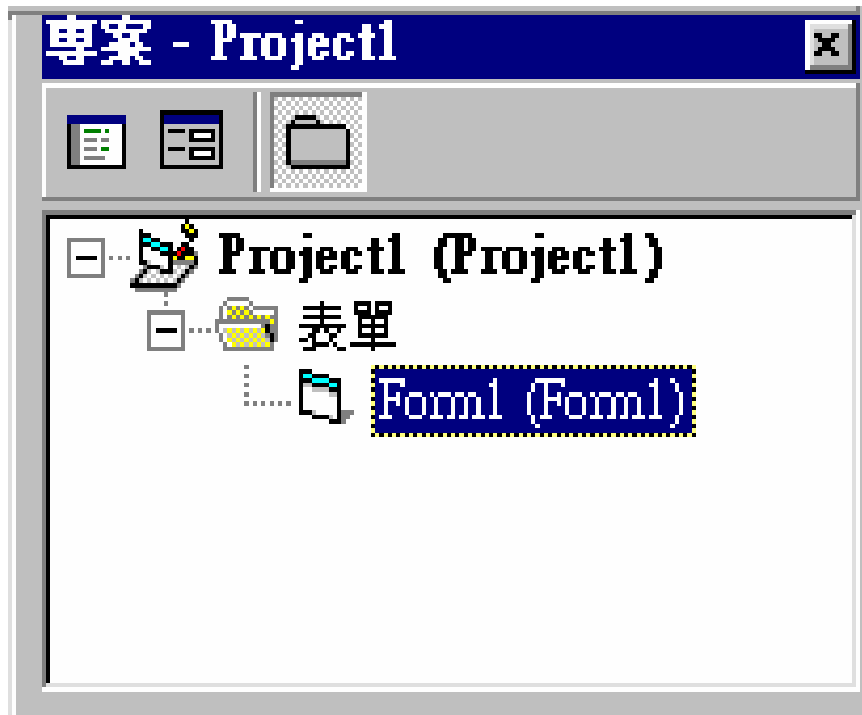 專案 - Project1
Project1 (Project1)
表單
Form1 (Form1)